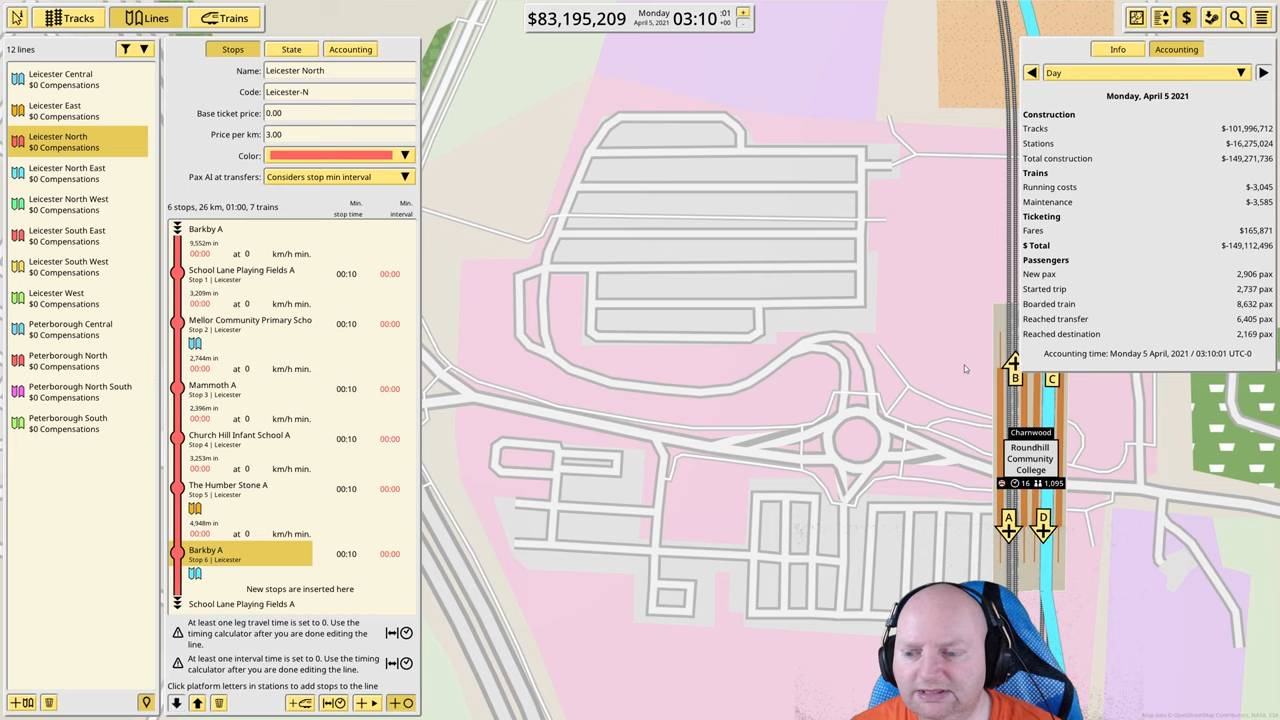 Tracks
Lines
Trains
$83,195,209
Monday
April 5, 2021
03:10
:01
+00
+
-
$
12 lines
Leicester Central
$0 Compensations
Leicester East
$0 Compensations
Leicester North
$0 Compensations
Leicester North East
$0 Compensations
Leicester North West
$0 Compensations
Leicester South East
$0 Compensations
Leicester South West
$0 Compensations
Leicester West
$0 Compensations
Peterborough Central
$0 Compensations
Peterborough North
$0 Compensations
Peterborough North South
$0 Compensations
Peterborough South
$0 Compensations
Stops
State
Accounting
Name: Leicester North
Code: Leicester-N
Base ticket price: 0.00
Price per km: 3.00
Color:
Pax AI at transfers: Considers stop min interval
6 stops, 26 km, 01:00, 7 trains
Min. stop time
Min. interval
Barkby A
9,552m in
00:00 at 0 km/h min.
School Lane Playing Fields A 00:10 00:00
Stop 1 | Leicester
3,209m in
00:00 at 0 km/h min.
Mellor Community Primary Scho 00:10 00:00
Stop 2 | Leicester
2,744m in
00:00 at 0 km/h min.
Mammoth A 00:10 00:00
Stop 3 | Leicester
2,396m in
00:00 at 0 km/h min.
Church Hill Infant School A 00:10 00:00
Stop 4 | Leicester
3,253m in
00:00 at 0 km/h min.
The Humber Stone A 00:10 00:00
Stop 5 | Leicester
4,948m in
00:00 at 0 km/h min.
Barkby A 00:10 00:00
Stop 6 | Leicester
New stops are inserted here
School Lane Playing Fields A
At least one leg travel time is set to 0. Use the
timing calculator after you are done editing the
line.
At least one interval time is set to 0. Use the timing
calculator after you are done editing the line.
Click platform letters in stations to add stops to the line
Info
Accounting
Day
Monday, April 5 2021
Construction
Tracks $-101,996,712
Stations $-16,275,024
Total construction $-149,271,736
Trains
Running costs $-3,045
Maintenance $-3,585
Ticketing
Fares $165,871
$ Total $-149,112,496
Passengers
New pax 2,906 pax
Started trip 2,737 pax
Boarded train 8,632 pax
Reached transfer 6,405 pax
Reached destination 2,169 pax
Accounting time: Monday 5 April, 2021 / 03:10:01 UTC-0
B
C
Charnwood
Roundhill
Community
College
16 1,095
A
D
Map data © OpenStreetMap Contributors, NASA, ESA